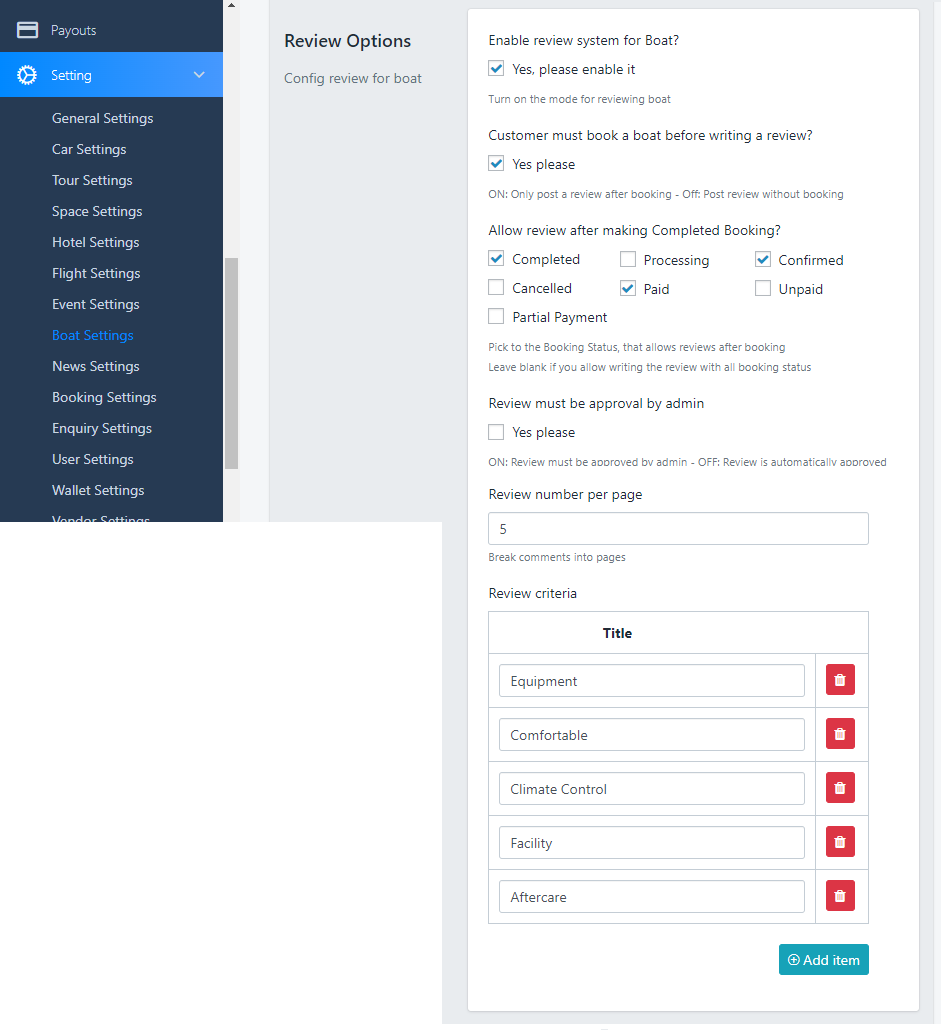 Payouts
Setting
General Settings
Car Settings
Tour Settings
Space Settings
Hotel Settings
Flight Settings
Event Settings
Boat Settings
News Settings
Booking Settings
Enquiry Settings
User Settings
Wallet Settings
Vendor Settings
Review Options
Config review for boat
Enable review system for Boat?
Yes, please enable it
Turn on the mode for reviewing boat
Customer must book a boat before writing a review?
Yes please
ON: Only post a review after booking - Off: Post review without booking
Allow review after making Completed Booking?
Completed Processing Confirmed
Cancelled Paid Unpaid
Partial Payment
Pick to the Booking Status, that allows reviews after booking
Leave blank if you allow writing the review with all booking status
Review must be approval by admin
Yes please
ON: Review must be approved by admin - OFF: Review is automatically approved
Review number per page
5
Break comments into pages
Review criteria
Title
Equipment
Comfortable
Climate Control
Facility
Aftercare
Add item